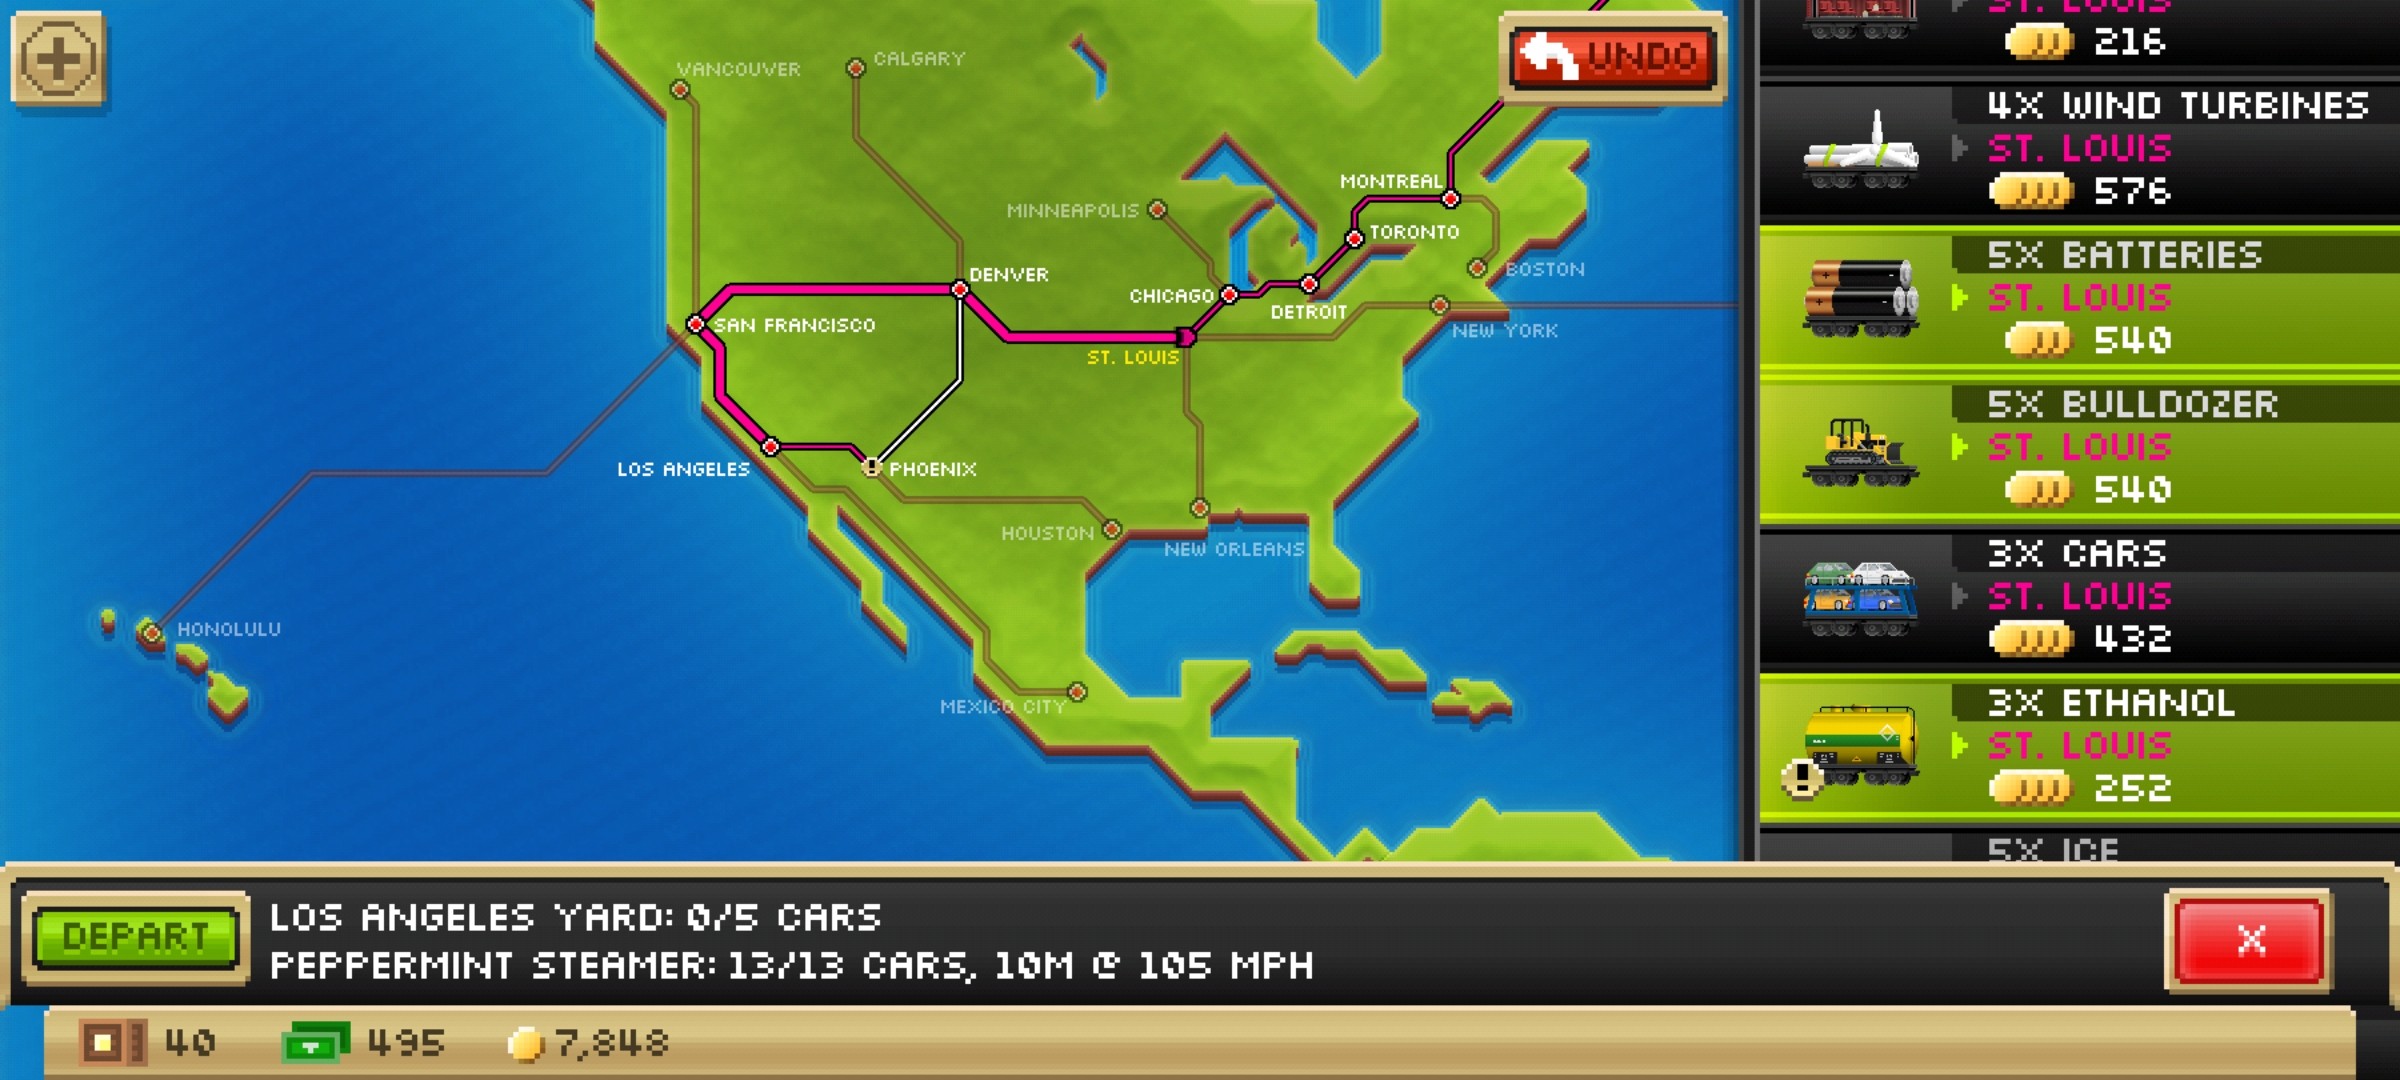 CALGARY
VANCOUVER
UNDO
MONTREAL
MINNEAPOLIS
TORONTO
BOSTON
DENVER
CHICAGO
DETROIT
SAN FRANCISCO
NEW YORK
ST. LOUIS
LOS ANGELES
PHOENIX
HOUSTON
NEW ORLEANS
HONOLULU
MEXICO CITY
ST. LOUIS
216
4X WIND TURBINES
ST. LOUIS
576
5X BATTERIES
ST. LOUIS
540
5X BULLDOZER
ST. LOUIS
540
3X CARS
ST. LOUIS
432
3X ETHANOL
ST. LOUIS
252
5X ICE
DEPART
LOS ANGELES YARD: 0/5 CARS
PEPPERMINT STEAMER: 13/13 CARS, 10M @ 105 MPH
X
40
495
7,848